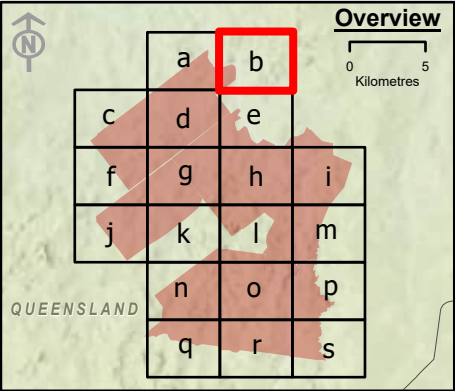 Overview
N
0 5
Kilometres
a b
c d e
f g h i
j k l m
n o p
QUEENSLAND
q r s